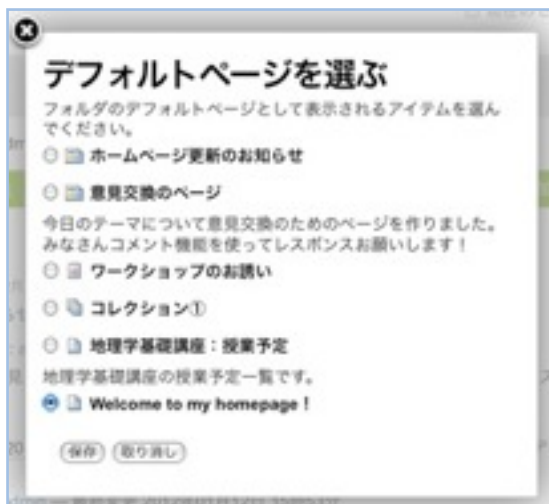 デフォルトページを選ぶ
フォルダのデフォルトページとして表示されるアイテムを選ん
でください。
ホームページ更新のお知らせ
意見交換のページ
今日のテーマについて意見交換のためのページを作りました。
みなさんコメント機能を使ってレスポンスお願いします！
ワークショップのお誘い
コレクション①
地理学基礎講座：授業予定
地理学基礎講座の授業予定一覧です。
Welcome to my homepage！
保存 取り消し